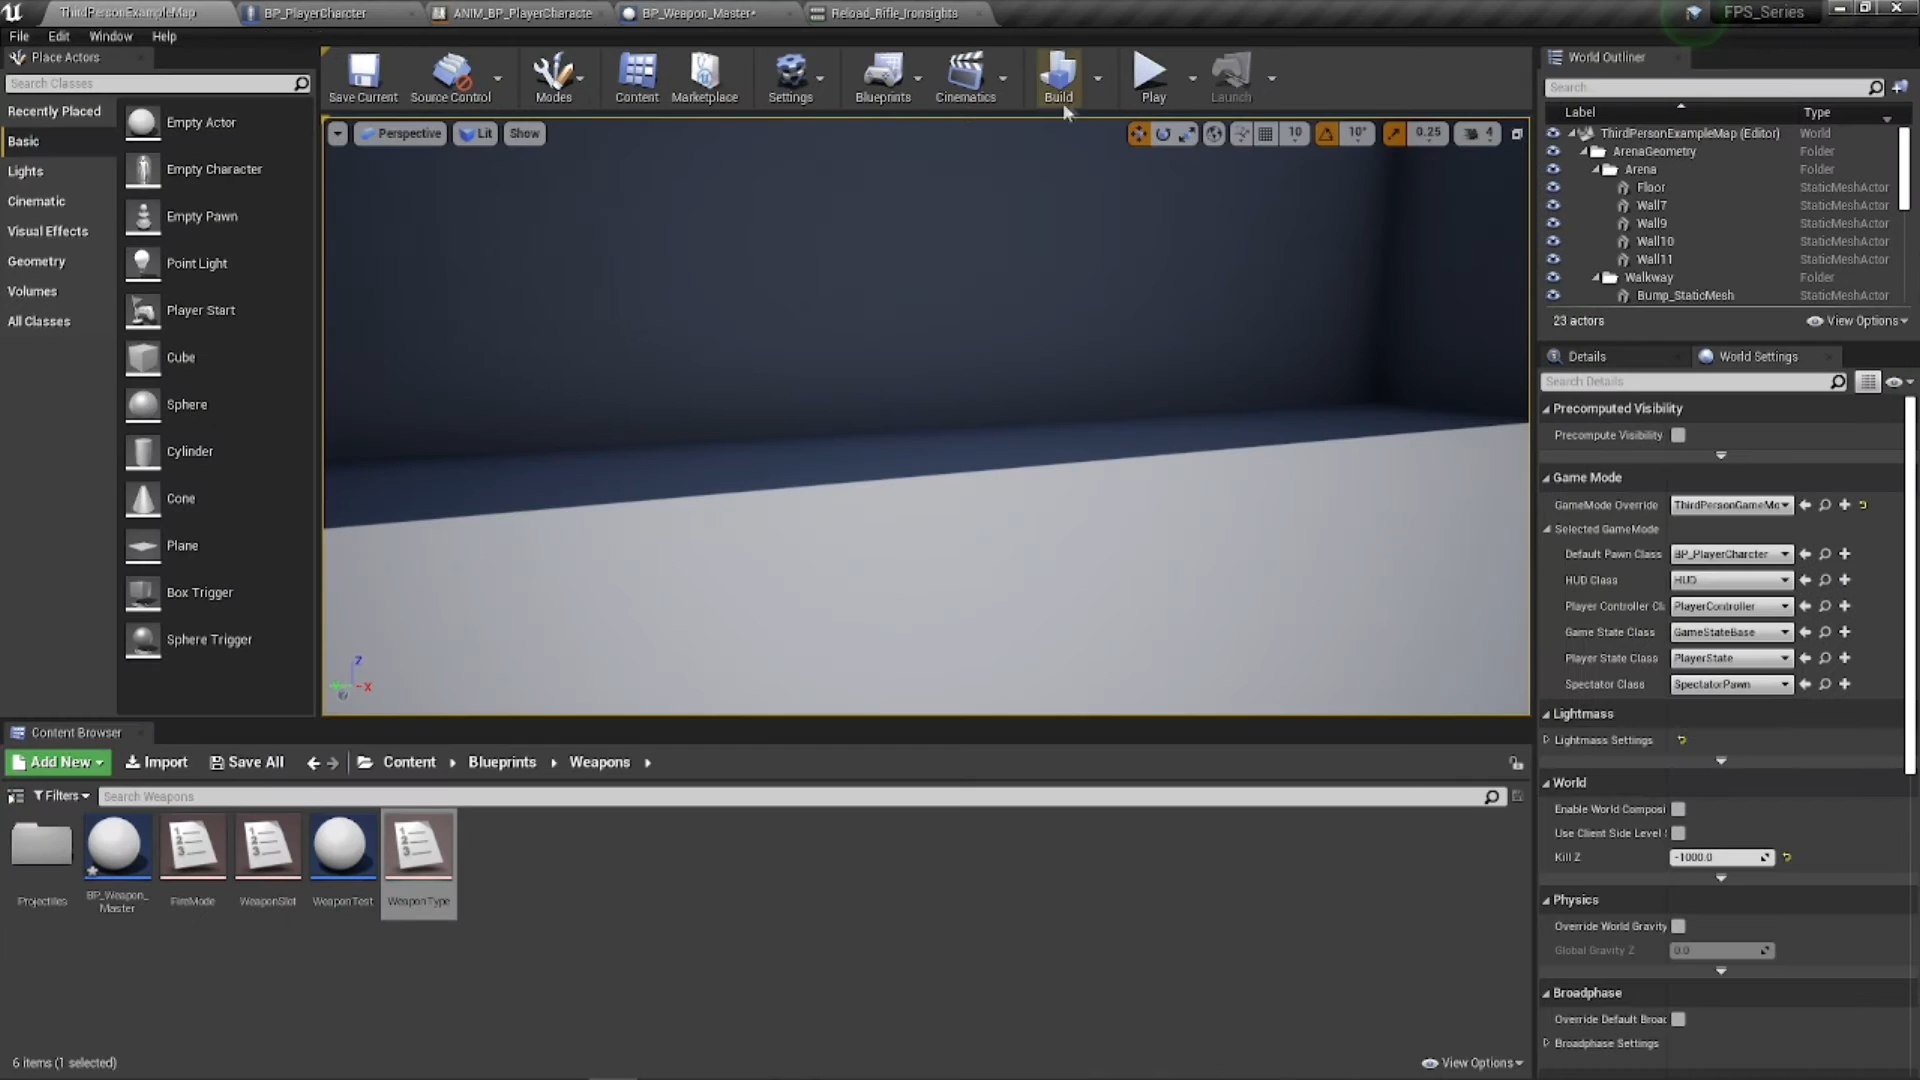 ThirdPersonExampleMap
BP_PlayerCharcter
ANIM_BP_PlayerCharacte
BP_Weapon_Master*
Reload_Rifle_Ironsights
FPS_Series
File Edit Window Help
Place Actors
Search Classes
Recently Placed
Basic
Lights
Cinematic
Visual Effects
Geometry
Volumes
All Classes
Empty Actor
Empty Character
Empty Pawn
Point Light
Player Start
Cube
Sphere
Cylinder
Cone
Plane
Box Trigger
Sphere Trigger
Save Current
Source Control
Modes
Content
Marketplace
Settings
Blueprints
Cinematics
Build
Play
Launch
Perspective
Lit
Show
10
10°
0.25
4
Z
X
World Outliner
Search...
Label Type
ThirdPersonExampleMap (Editor) World
ArenaGeometry Folder
Arena Folder
Floor StaticMeshActor
Wall7 StaticMeshActor
Wall9 StaticMeshActor
Wall10 StaticMeshActor
Wall11 StaticMeshActor
Walkway Folder
Bump_StaticMesh StaticMeshActor
23 actors
View Options
Details
World Settings
Search Details
Precomputed Visibility
Precompute Visibility
Game Mode
GameMode Override ThirdPersonGameMo
Selected GameMode
Default Pawn Class BP_PlayerCharcter
HUD Class HUD
Player Controller Cl PlayerController
Game State Class GameStateBase
Player State Class PlayerState
Spectator Class SpectatorPawn
Lightmass
Lightmass Settings
World
Enable World Composi
Use Client Side Level
Kill Z -1000.0
Physics
Override World Gravity
Global Gravity Z 0.0
Broadphase
Override Default Broac
Broadphase Settings
Content Browser
Add New
Import
Save All
Content
Blueprints
Weapons
Filters
Search Weapons
Projectiles
BP_Weapon_
Master
FireMode
WeaponSlot
WeaponTest
WeaponType
6 items (1 selected)
View Options